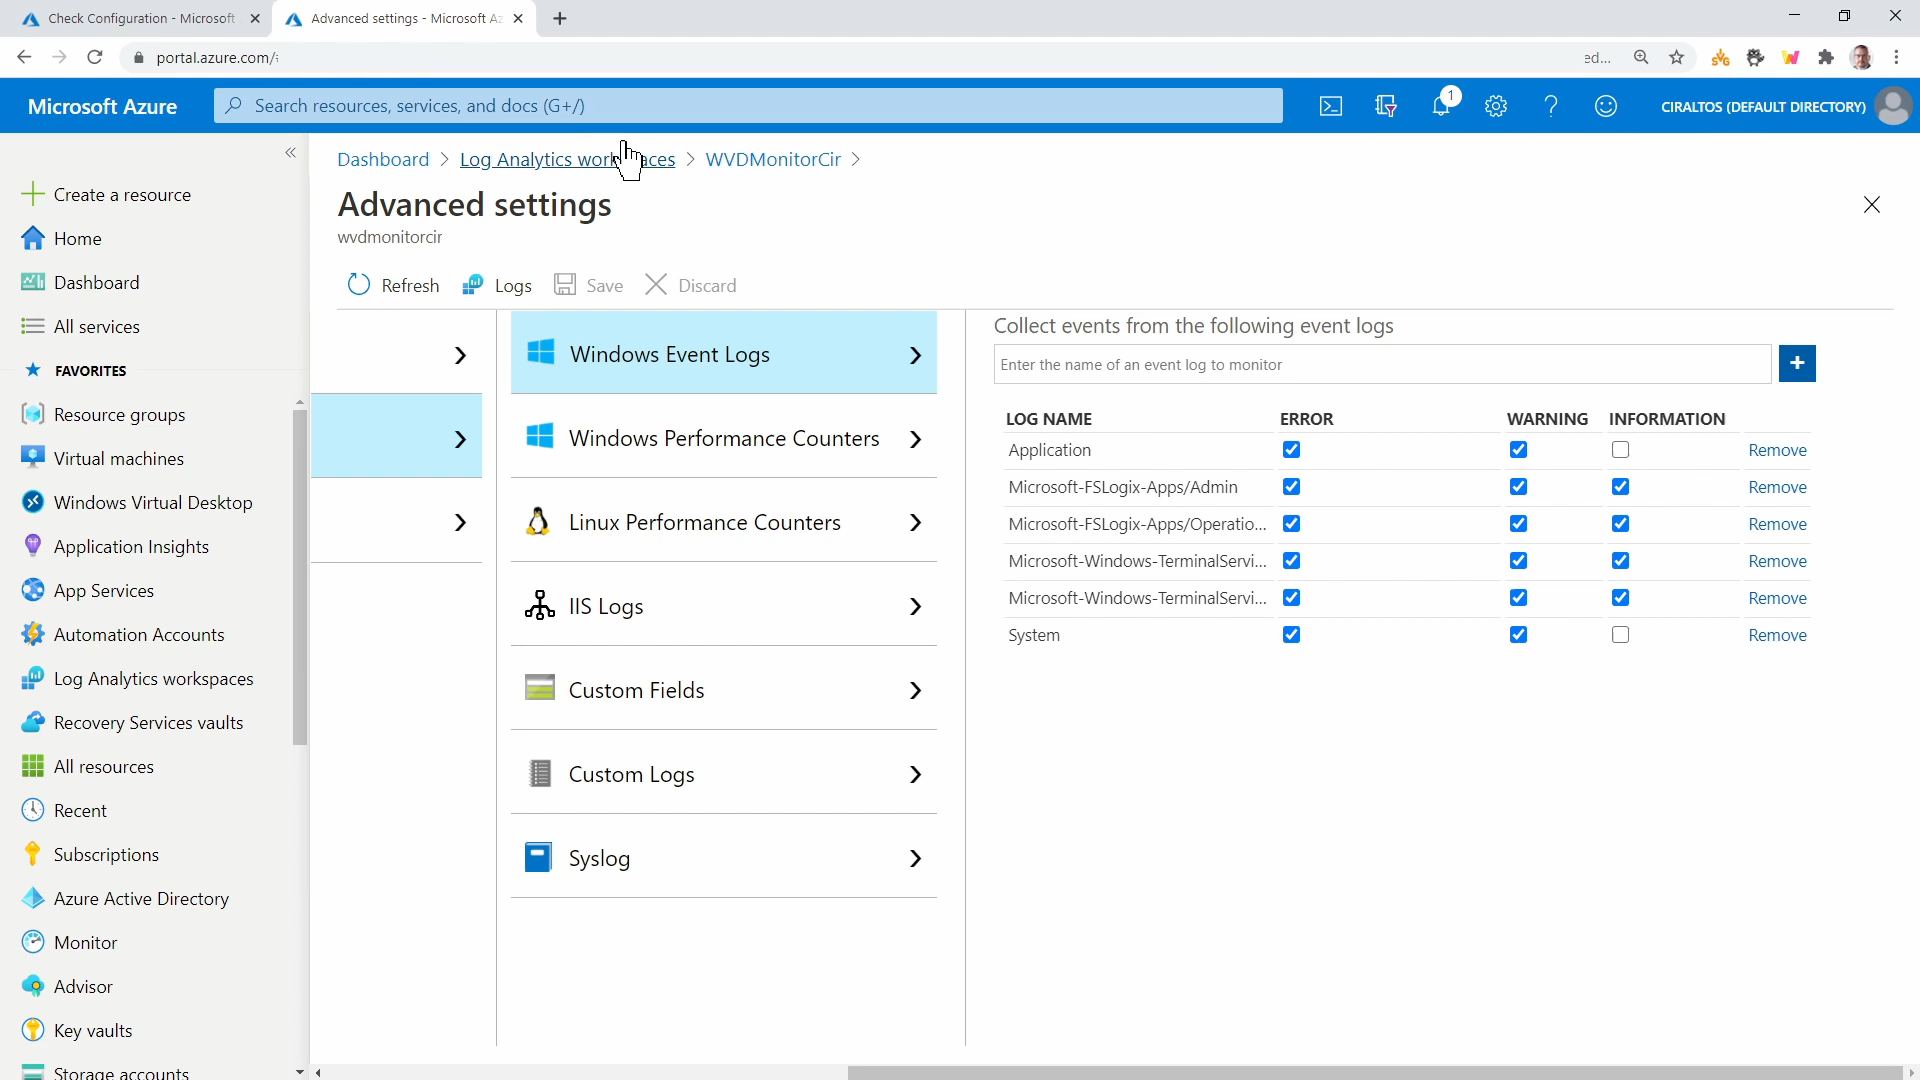 Check Configuration - Microsoft
Advanced settings - Microsoft Az
portal.azure.com/
ed...
Microsoft Azure
Search resources, services, and docs (G+/)
1
CIRALTOS (DEFAULT DIRECTORY)
Dashboard > Log Analytics workspaces > WVDMonitorCir >
Advanced settings
wvdmonitorcir
Refresh
Logs
Save
Discard
Create a resource
Home
Dashboard
All services
FAVORITES
Resource groups
Virtual machines
Windows Virtual Desktop
Application Insights
App Services
Automation Accounts
Log Analytics workspaces
Recovery Services vaults
All resources
Recent
Subscriptions
Azure Active Directory
Monitor
Advisor
Key vaults
Storage accounts
Windows Event Logs
Windows Performance Counters
Linux Performance Counters
IIS Logs
Custom Fields
Custom Logs
Syslog
Collect events from the following event logs
Enter the name of an event log to monitor
LOG NAME ERROR WARNING INFORMATION
Application Remove
Microsoft-FSLogix-Apps/Admin Remove
Microsoft-FSLogix-Apps/Operatio... Remove
Microsoft-Windows-TerminalServi... Remove
Microsoft-Windows-TerminalServi... Remove
System Remove